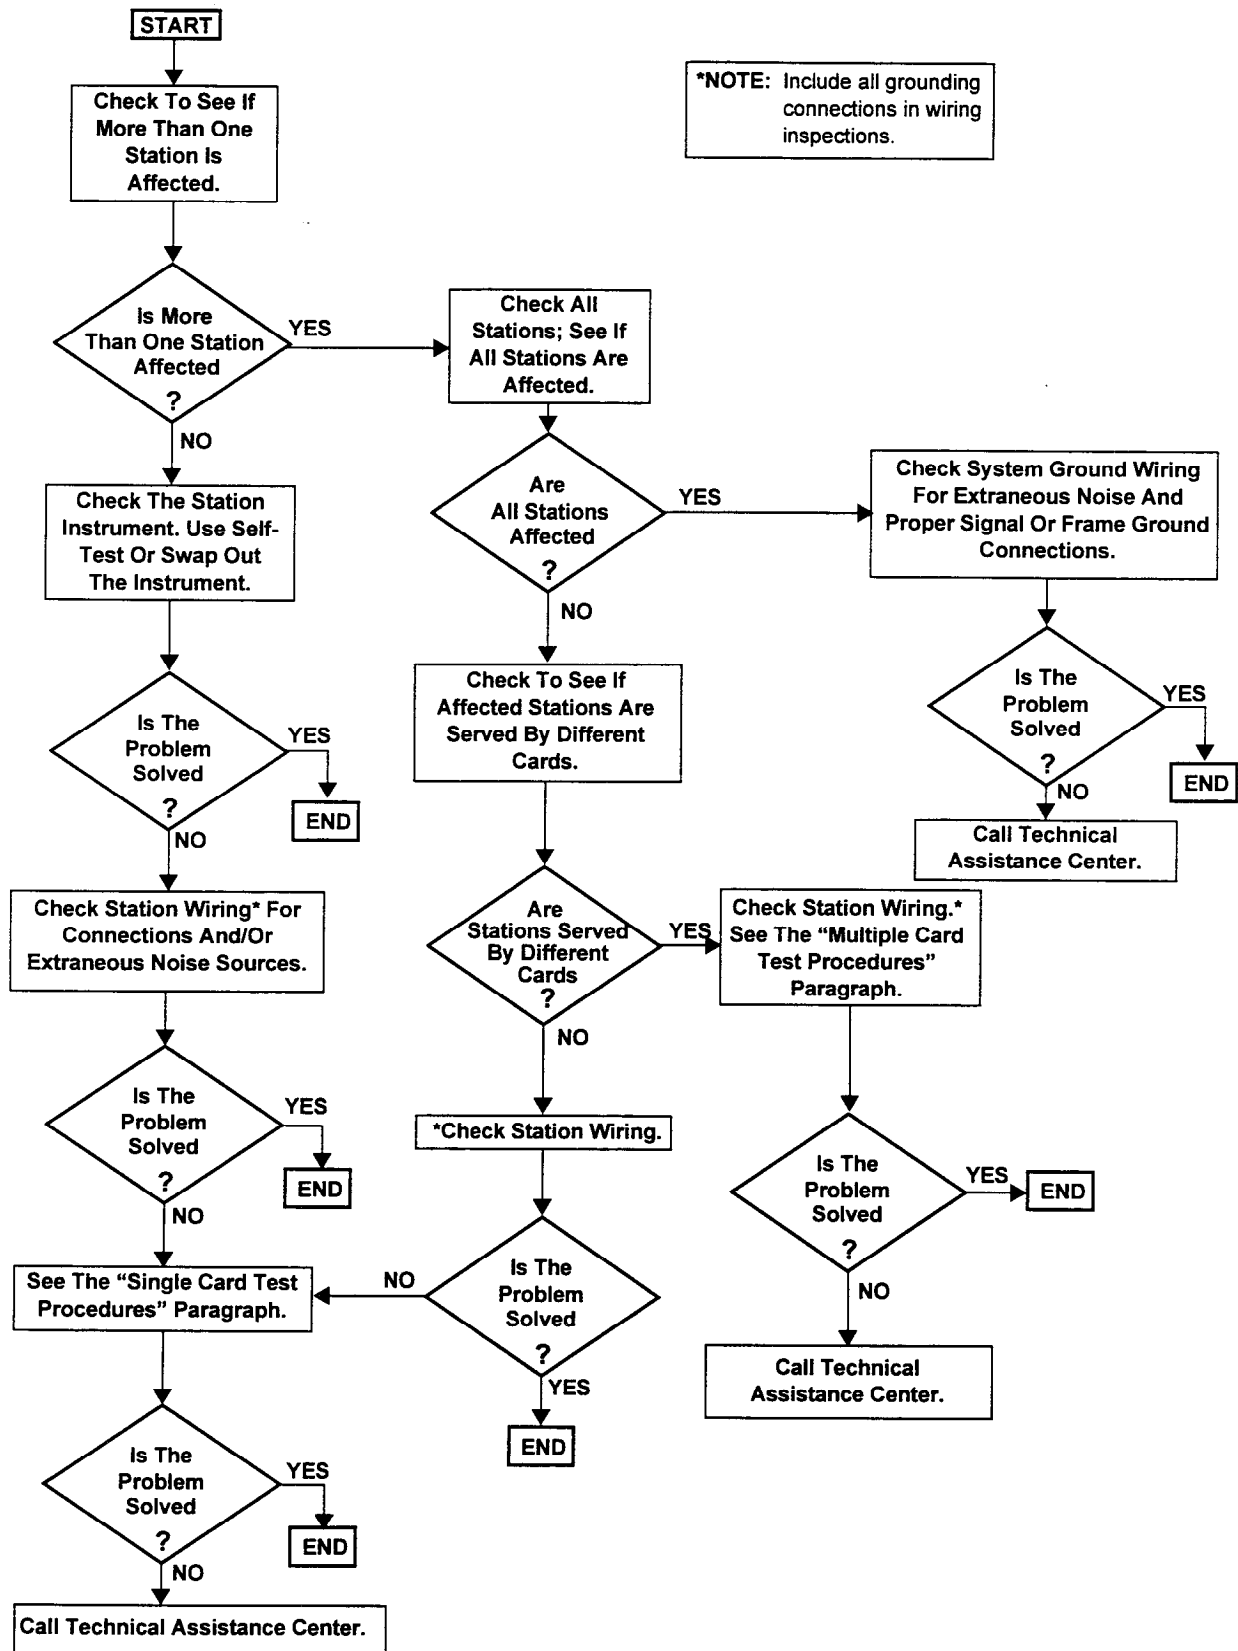 START
*NOTE: Include all grounding
connections in wiring
inspections.
Check To See If
More Than One
Station Is
Affected.
Is More
Than One Station
Affected
?
YES
NO
Check All
Stations; See If
All Stations Are
Affected.
Are
All Stations
Affected
?
YES
NO
Check System Ground Wiring
For Extraneous Noise And
Proper Signal Or Frame Ground
Connections.
Is The
Problem
Solved
?
YES
END
NO
Call Technical
Assistance Center.
Check The Station
Instrument. Use Self-
Test Or Swap Out
The Instrument.
Is The
Problem
Solved
?
YES
END
NO
Check To See If
Affected Stations Are
Served By Different
Cards.
Are
Stations Served
By Different
Cards
?
YES
NO
Check Station Wiring.*
See The “Multiple Card
Test Procedures”
Paragraph.
Is The
Problem
Solved
?
YES
END
NO
Call Technical
Assistance Center.
Check Station Wiring* For
Connections And/Or
Extraneous Noise Sources.
Is The
Problem
Solved
?
YES
END
NO
*Check Station Wiring.
Is The
Problem
Solved
?
NO
YES
END
See The “Single Card Test
Procedures” Paragraph.
Is The
Problem
Solved
?
YES
END
NO
Call Technical Assistance Center.